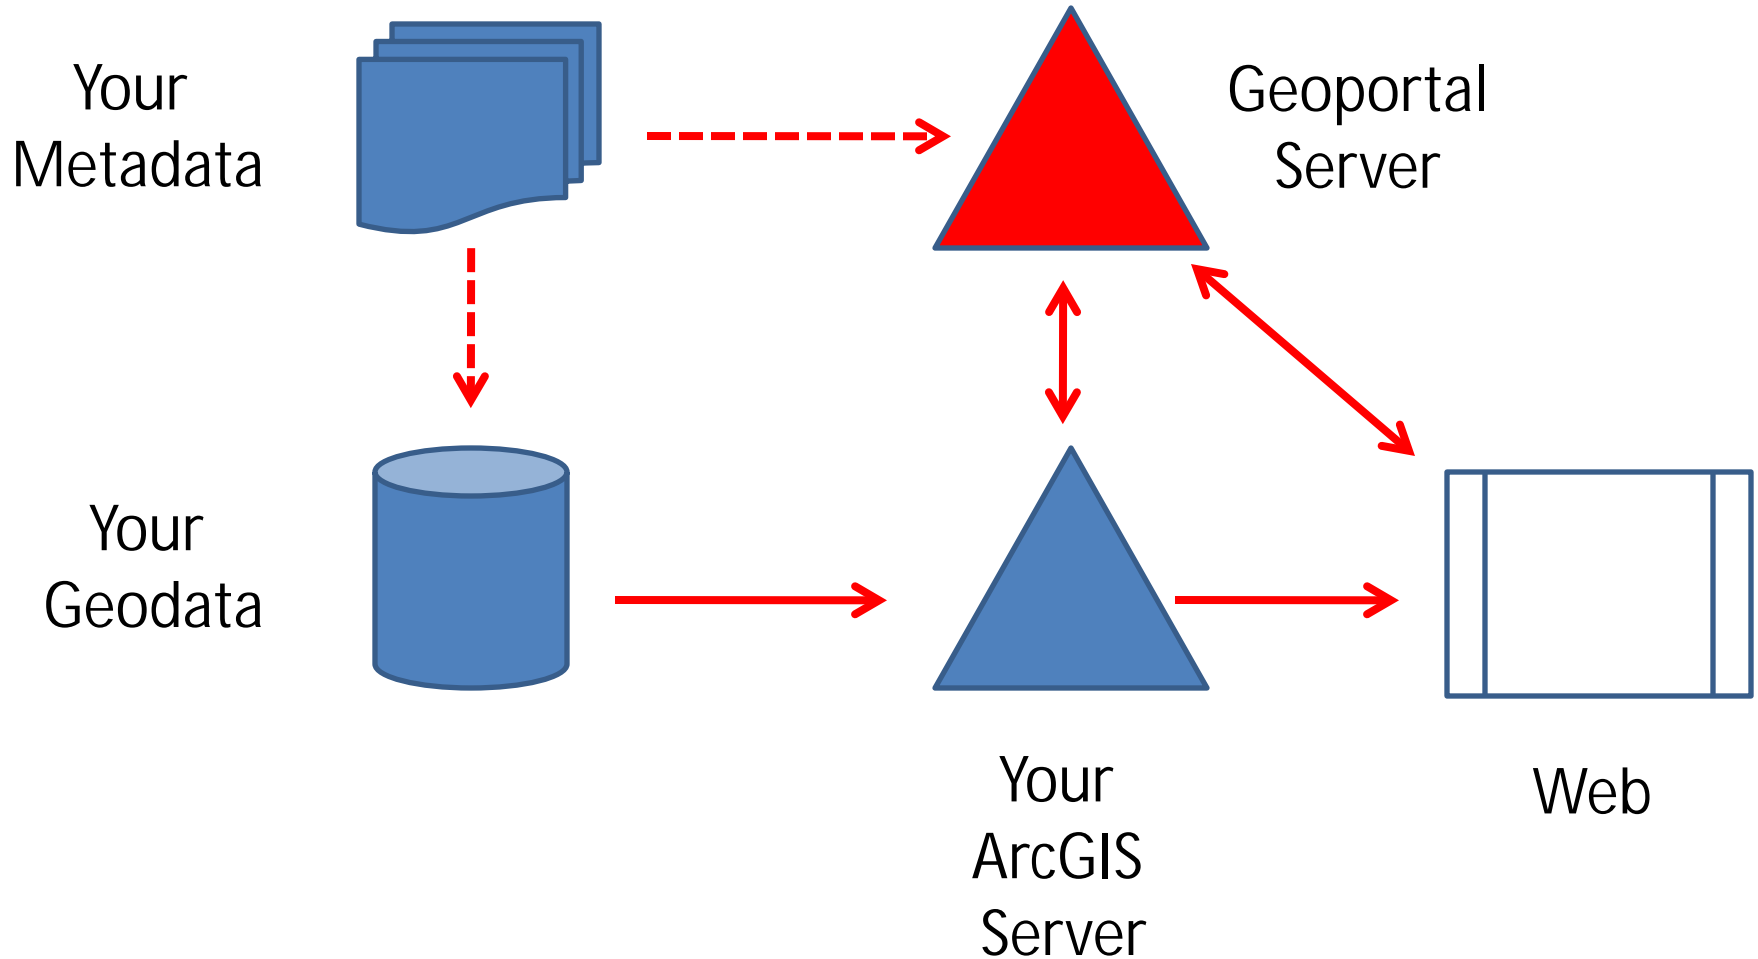 Your
Metadata
Geoportal
Server
Your
Geodata
Your
ArcGIS
Server
Web